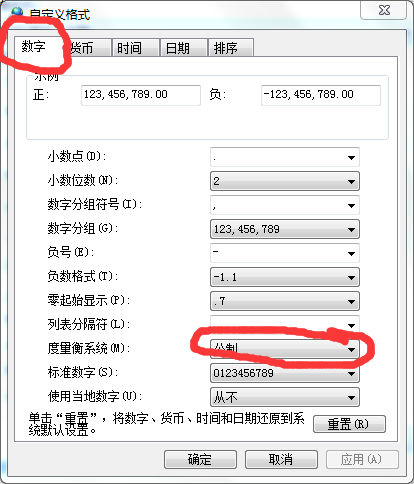 自定义格式
数字 货币 时间 日期 排序
示例
正： 123,456,789.00 负： -123,456,789.00
小数点(D)： .
小数位数(N)： 2
数字分组符号(I)： ,
数字分组(G)： 123,456,789
负号(E)： -
负数格式(T)： -1.1
零起始显示(P)： .7
列表分隔符(L)：
度量衡系统(M)： 公制
标准数字(S)： 0123456789
使用当地数字(U)： 从不
单击“重置”，将数字、货币、时间和日期还原到系统默认设置。 重置(R)
确定 取消 应用(A)